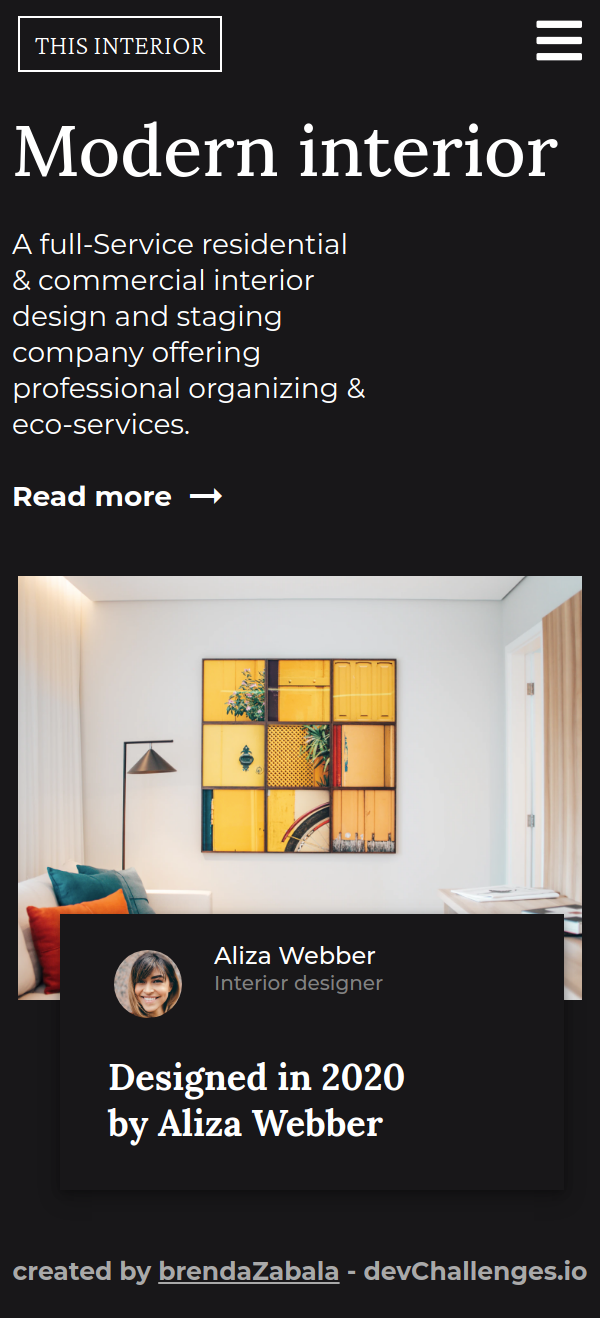 THIS INTERIOR
Modern interior
A full-Service residential
& commercial interior
design and staging
company offering
professional organizing &
eco-services.
Read more
Aliza Webber
Interior designer
Designed in 2020
by Aliza Webber
created by brendaZabala - devChallenges.io